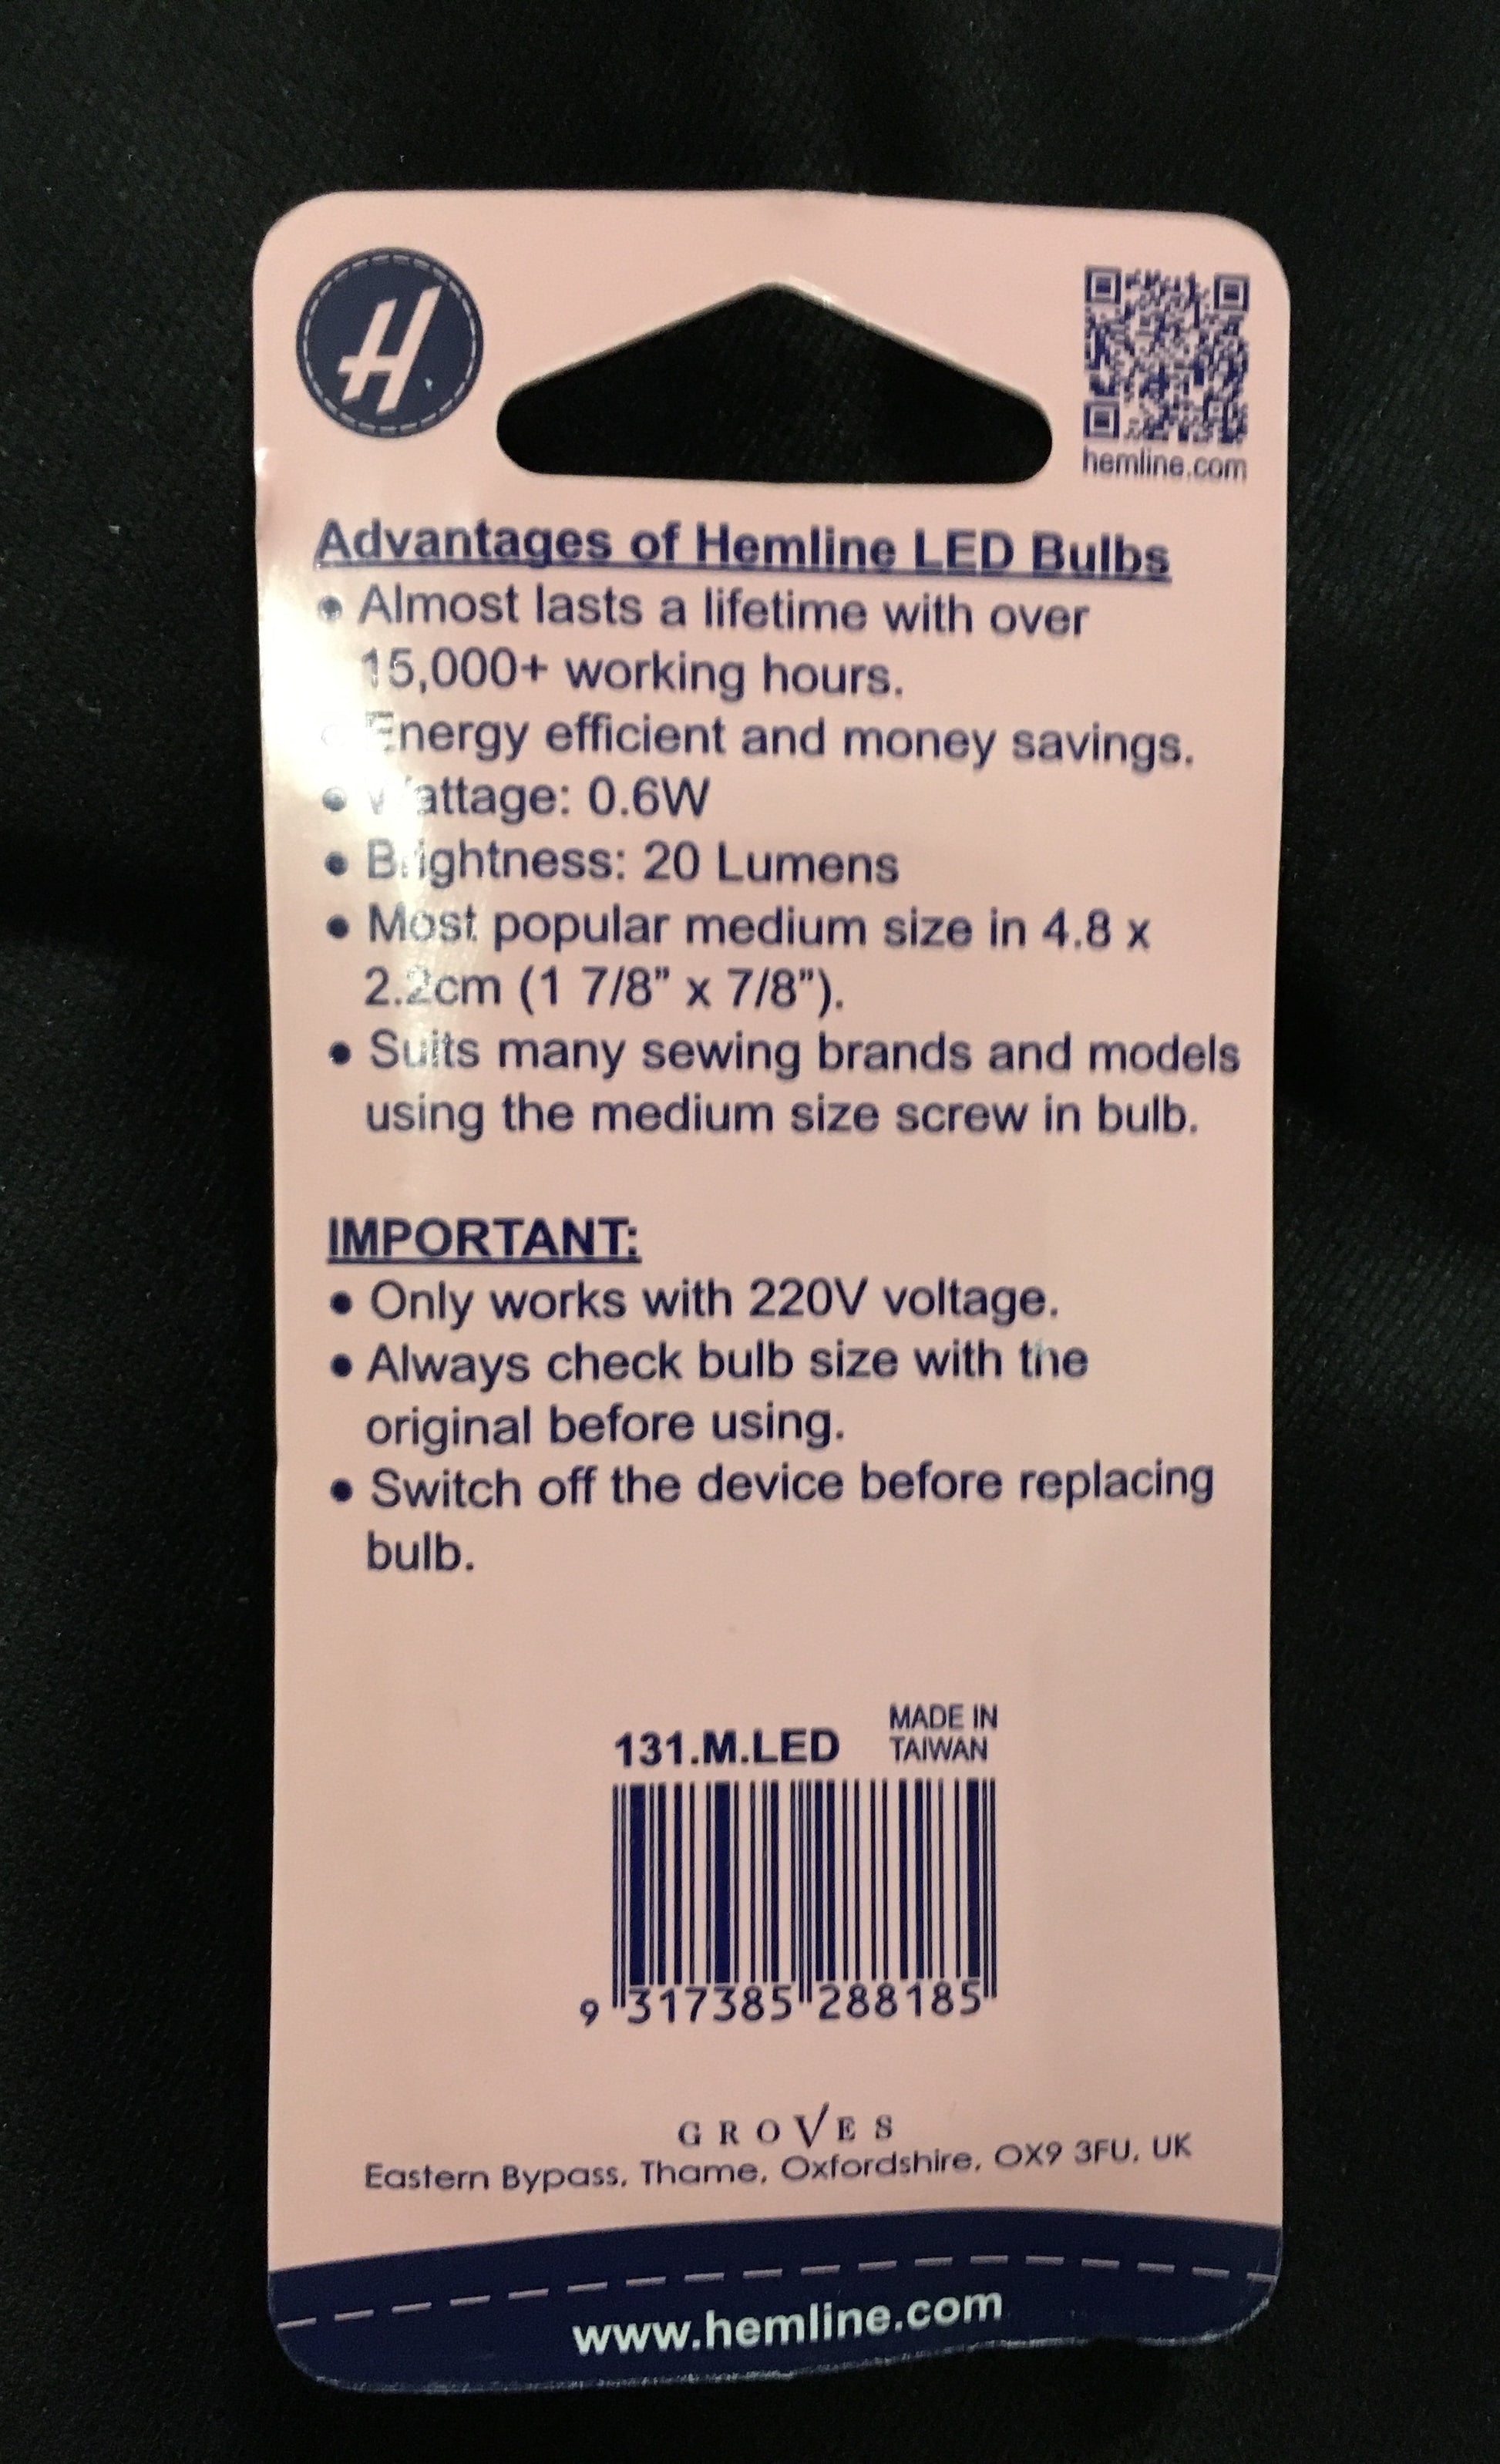 H
hemline.com
Advantages of Hemline LED Bulbs
• Almost lasts a lifetime with over
15,000+ working hours.
• Energy efficient and money savings.
• Wattage: 0.6W
• Brightness: 20 Lumens
• Most popular medium size in 4.8 x
2.2cm (1 7/8” x 7/8”).
• Suits many sewing brands and models
using the medium size screw in bulb.
IMPORTANT:
• Only works with 220V voltage.
• Always check bulb size with the
original before using.
• Switch off the device before replacing
bulb.
131.M.LED
MADE IN
TAIWAN
9 317385 288185
GROVES
Eastern Bypass, Thame, Oxfordshire, OX9 3FU, UK
www.hemline.com